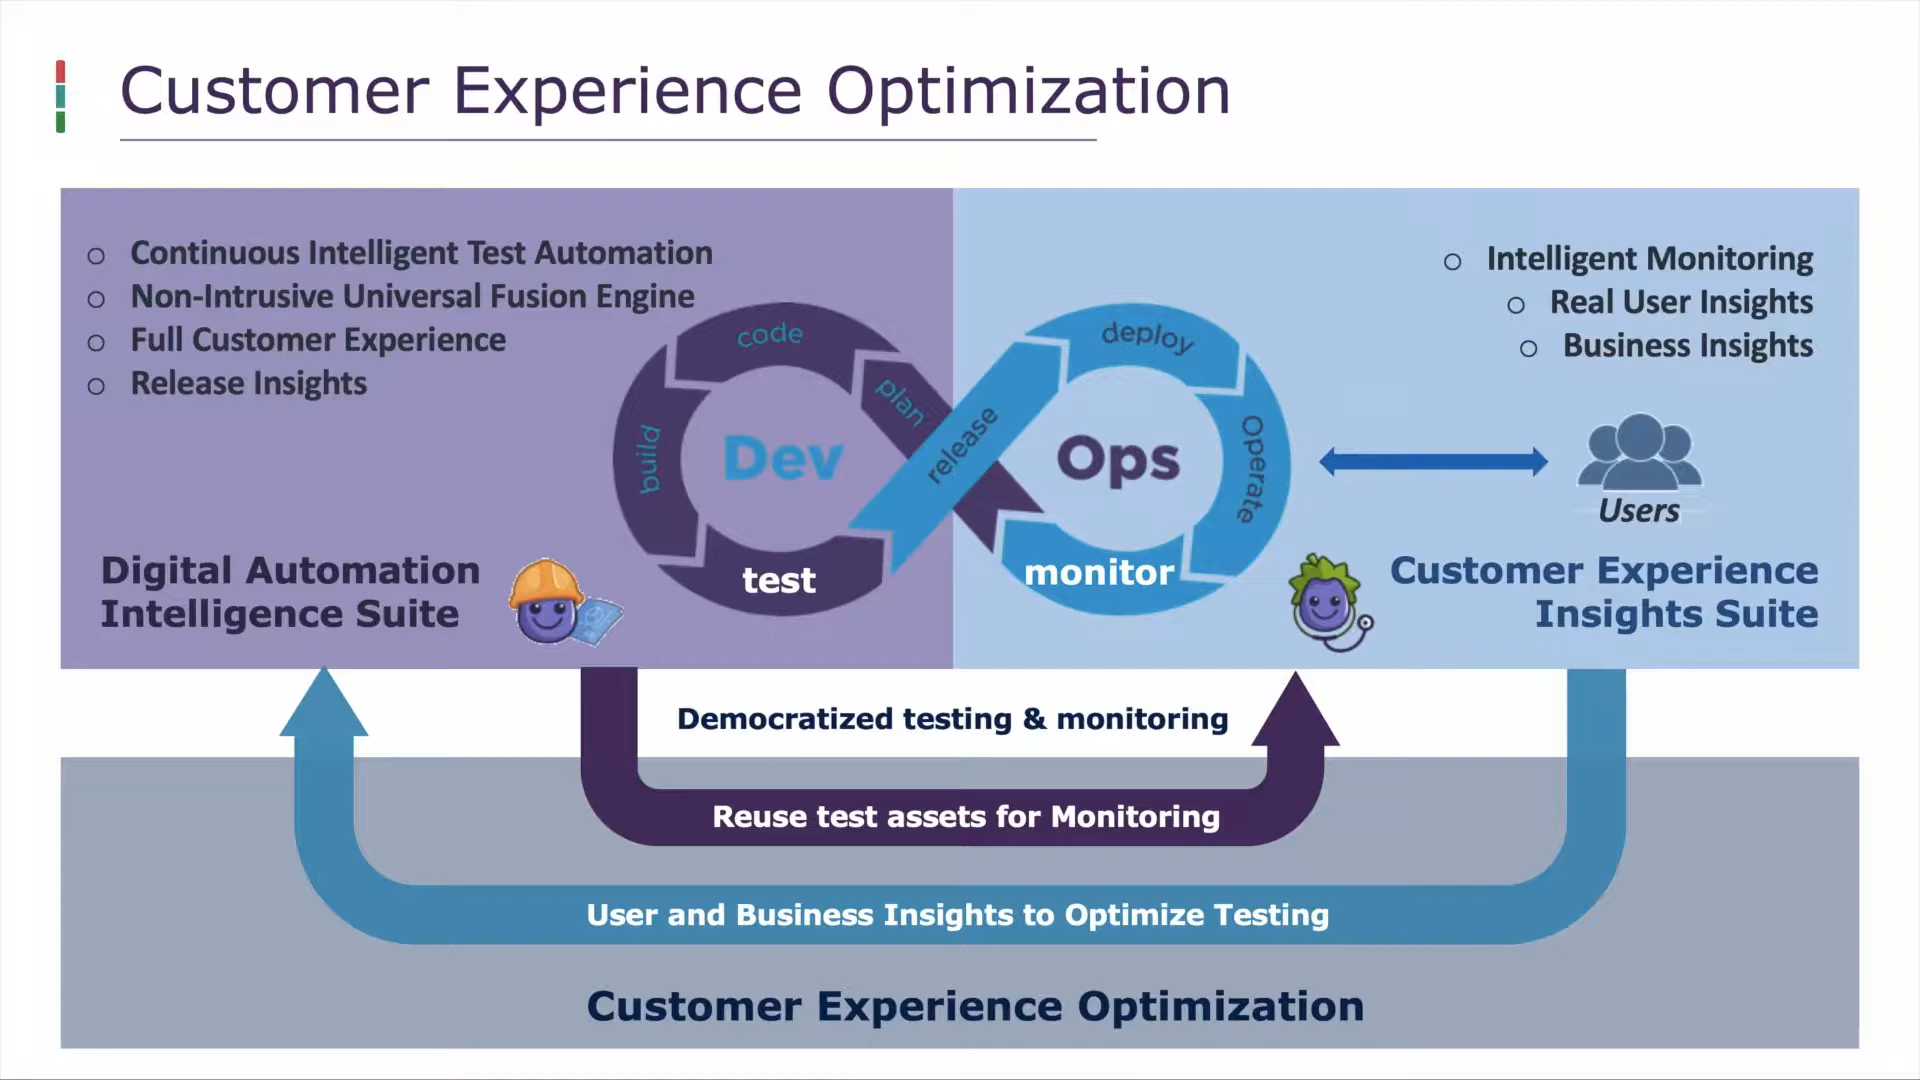 Customer Experience Optimization
o Continuous Intelligent Test Automation
o Non-Intrusive Universal Fusion Engine
o Full Customer Experience
o Release Insights
o Intelligent Monitoring
o Real User Insights
o Business Insights
code
plan
build
Dev
test
release
deploy
Ops
Operate
monitor
Users
Digital Automation
Intelligence Suite
Customer Experience
Insights Suite
Democratized testing & monitoring
Reuse test assets for Monitoring
User and Business Insights to Optimize Testing
Customer Experience Optimization